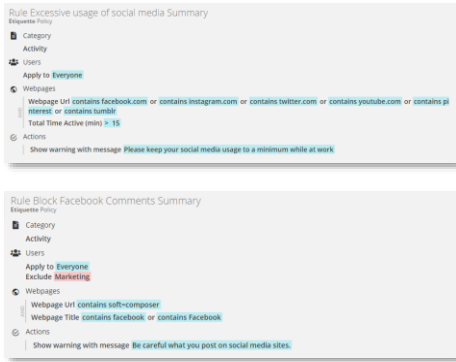 Rule Excessive usage of social media Summary
Etiquette Policy
Category
Activity
Users
Apply to Everyone
Webpages
Webpage Url contains facebook.com or contains instagram.com or contains twitter.com or contains youtube.com or contains pi
nterest or contains tumblr
Total Time Active (min) > 15
Actions
Show warning with message Please keep your social media usage to a minimum while at work
Rule Block Facebook Comments Summary
Etiquette Policy
Category
Activity
Users
Apply to Everyone
Exclude Marketing
Webpages
Webpage Url contains soft=composer
Webpage Title contains facebook or contains Facebook
Actions
Show warning with message Be careful what you post on social media sites.